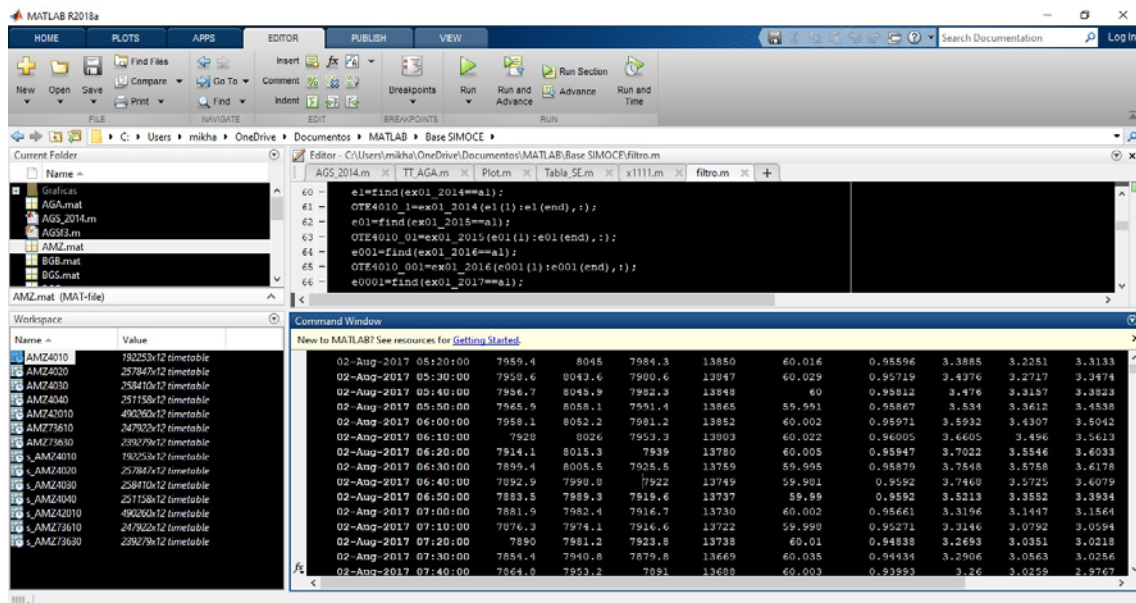 MATLAB R2018a
HOME PLOTS APPS EDITOR PUBLISH VIEW Search Documentation Log In
New Open Save Find Files Compare Print Go To Find Insert fx Comment Indent Breakpoints Run Run and Advance Run Section Advance Run and Time
FILE NAVIGATE EDIT BREAKPOINTS RUN
C: Users mikha OneDrive Documentos MATLAB Base SIMOCE
Current Folder
Name
Graficas
AGA.mat
AGS_2014.m
AGSf3.m
AMZ.mat
BGB.mat
BGS.mat
AMZ.mat (MAT-file)
Editor - C:\Users\mikha\OneDrive\Documentos\MATLAB\Base SIMOCE\filtro.m
AGS_2014.m TT_AGA.m Plot.m Tabla_SE.m x1111.m filtro.m
60 - e1=find(ex01_2014==a1);
61 - OTE4010_1=ex01_2014(e1(1):e1(end),:);
62 - e01=find(ex01_2015==a1);
63 - OTE4010_01=ex01_2015(e01(1):e01(end),:);
64 - e001=find(ex01_2016==a1);
65 - OTE4010_001=ex01_2016(e001(1):e001(end),:);
66 - e0001=find(ex01_2017==a1);
Workspace
Name Value
AMZ4010 192253x12 timetable
AMZ4020 257847x12 timetable
AMZ4030 258410x12 timetable
AMZ4040 251158x12 timetable
AMZ42010 490260x12 timetable
AMZ73610 247922x12 timetable
AMZ73630 239279x12 timetable
s_AMZ4010 192253x12 timetable
s_AMZ4020 257847x12 timetable
s_AMZ4030 258410x12 timetable
s_AMZ4040 251158x12 timetable
s_AMZ42010 490260x12 timetable
s_AMZ73610 247922x12 timetable
s_AMZ73630 239279x12 timetable
Command Window
New to MATLAB? See resources for Getting Started.
02-Aug-2017 05:20:00 7959.4 8045 7984.3 13850 60.016 0.95596 3.3885 3.2251 3.3133
02-Aug-2017 05:30:00 7958.6 8043.6 7980.6 13847 60.029 0.95719 3.4376 3.2717 3.3474
02-Aug-2017 05:40:00 7956.7 8045.9 7982.3 13848 60 0.95812 3.476 3.3157 3.3823
02-Aug-2017 05:50:00 7965.9 8058.1 7991.4 13865 59.991 0.95867 3.534 3.3612 3.4538
02-Aug-2017 06:00:00 7958.1 8052.2 7981.2 13852 60.002 0.95971 3.5932 3.4307 3.5042
02-Aug-2017 06:10:00 7928 8026 7953.3 13803 60.022 0.96005 3.6605 3.496 3.5613
02-Aug-2017 06:20:00 7914.1 8015.3 7939 13780 60.005 0.95947 3.7022 3.5546 3.6033
02-Aug-2017 06:30:00 7899.4 8005.5 7925.5 13759 59.995 0.95879 3.7548 3.5758 3.6178
02-Aug-2017 06:40:00 7892.9 7998.8 7922 13749 59.981 0.9592 3.7468 3.5725 3.6079
02-Aug-2017 06:50:00 7883.5 7989.3 7919.6 13737 59.99 0.9592 3.5213 3.3552 3.3934
02-Aug-2017 07:00:00 7881.9 7982.4 7916.7 13730 60.002 0.95661 3.3196 3.1447 3.1564
02-Aug-2017 07:10:00 7876.3 7974.1 7916.6 13722 59.998 0.95271 3.3146 3.0792 3.0594
02-Aug-2017 07:20:00 7890 7981.2 7923.8 13738 60.01 0.94838 3.2693 3.0351 3.0218
02-Aug-2017 07:30:00 7854.4 7940.8 7879.8 13669 60.035 0.94434 3.2906 3.0563 3.0256
02-Aug-2017 07:40:00 7864.8 7953.2 7891 13688 60.003 0.93993 3.26 3.0259 2.9767
fx